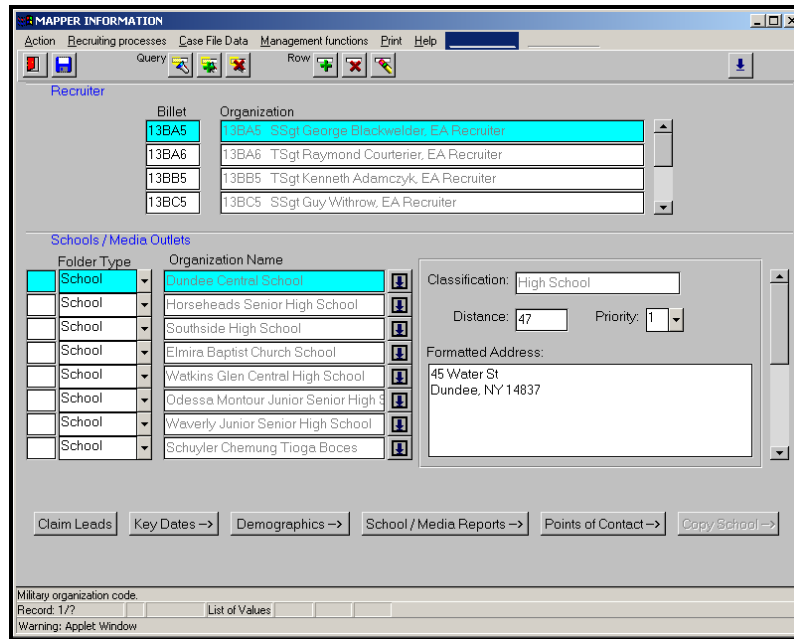 MAPPER INFORMATION
Action Recruiting processes Case File Data Management functions Print Help
Query Row
Recruiter
Billet Organization
13BA5 13BA5 SSgt George Blackwelder, EA Recruiter
13BA6 13BA6 TSgt Raymond Courterier, EA Recruiter
13BB5 13BB5 TSgt Kenneth Adamczyk, EA Recruiter
13BC5 13BC5 SSgt Guy Withrow, EA Recruiter
Schools / Media Outlets
Folder Type Organization Name
School Dundee Central School
School Horseheads Senior High School
School Southside High School
School Elmira Baptist Church School
School Watkins Glen Central High School
School Odessa Montour Junior Senior High S
School Waverly Junior Senior High School
School Schuyler Chemung Tioga Boces
Classification: High School
Distance: 47 Priority: 1
Formatted Address:
45 Water St
Dundee, NY 14837
Claim Leads Key Dates --> Demographics --> School / Media Reports --> Points of Contact --> Copy School -->
Military organization code.
Record: 1/? List of Values
Warning: Applet Window